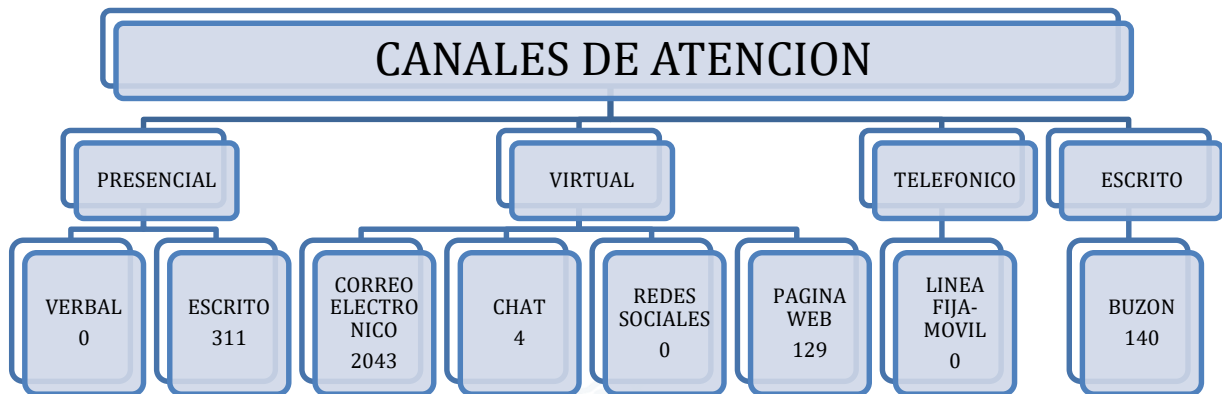 CANALES DE ATENCION
PRESENCIAL
VIRTUAL
TELEFONICO
ESCRITO
VERBAL
0
ESCRITO
311
CORREO
ELECTRO
NICO
2043
CHAT
4
REDES
SOCIALES
0
PAGINA
WEB
129
LINEA
FIJA-
MOVIL
0
BUZON
140